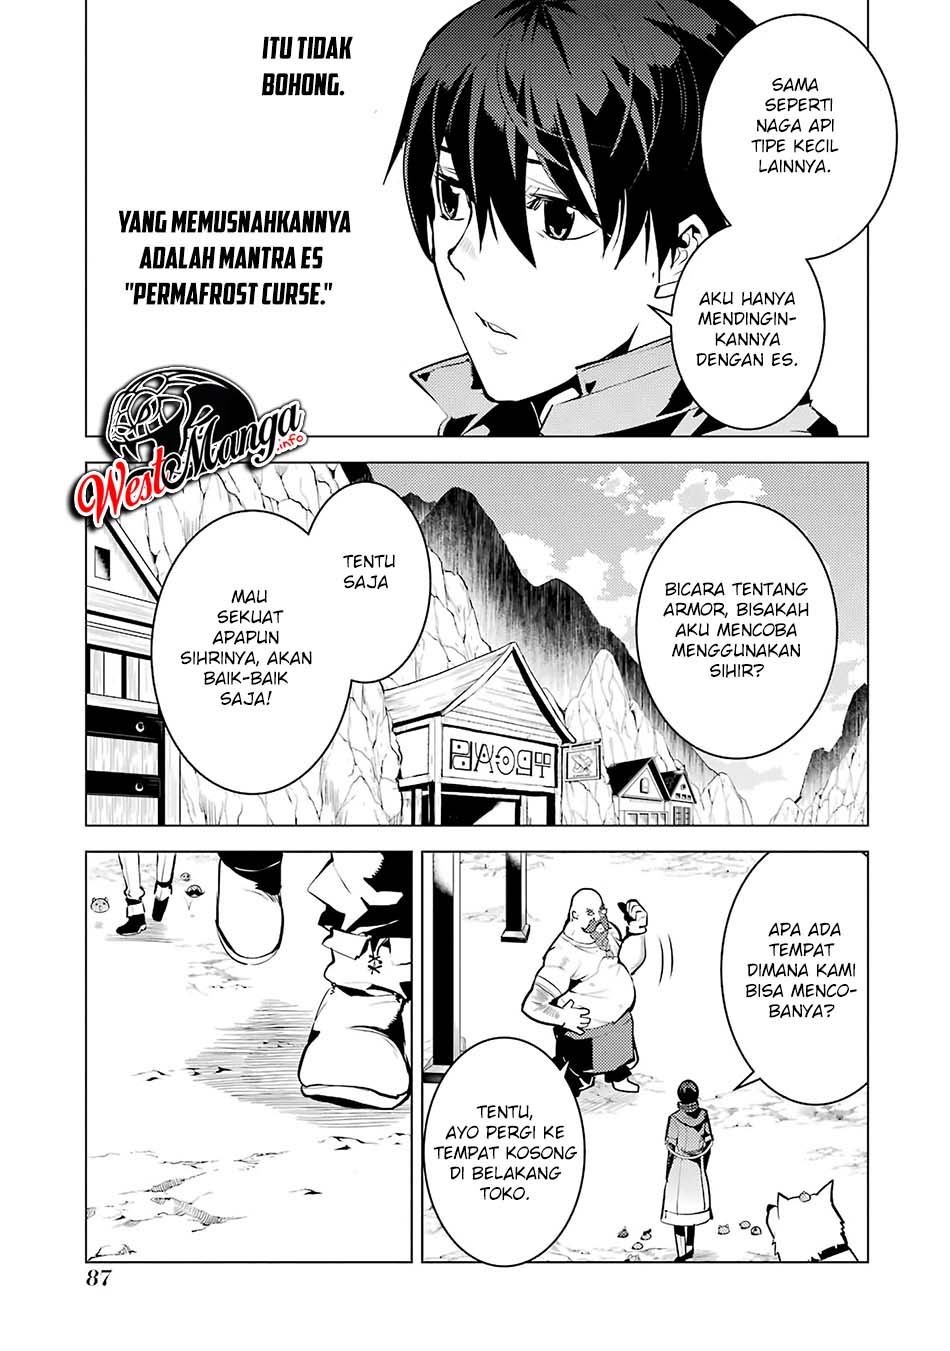 SAMA
SEPERTI
NAGA API
TIPE KECIL
LAINNYA.
AKU HANYA
MENDINGIN-
KANNYA
DENGAN ES.
ITU TIDAK
BOHONG.
YANG MEMUSNAHKANNYA
ADALAH MANTRA ES
"PERMAFROST CURSE."
WestManga
.info
BICARA TENTANG
ARMOR, BISAKAH
AKU MENCOBA
MENGGUNAKAN
SIHIR?
TENTU
SAJA
MAU
SEKUAT
APAPUN
SIHRINYA, AKAN
BAIK-BAIK
SAJA!
APA ADA
TEMPAT
DIMANA KAMI
BISA MENCO-
BANYA?
TENTU,
AYO PERGI KE
TEMPAT KOSONG
DI BELAKANG
TOKO.
87